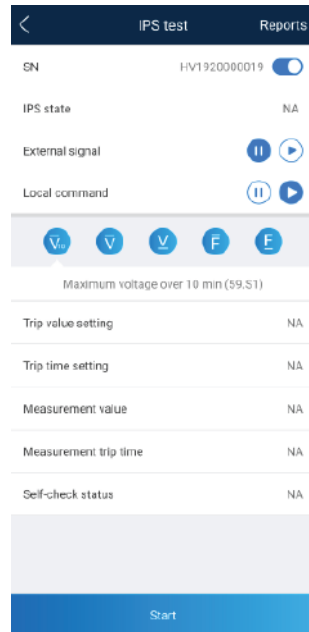 IPS test Reports
SN HV1920000019
IPS state NA
External signal
Local command
V̅₁₀ V̅ V̲ F̅ F̲
Maximum voltage over 10 min (59.S1)
Trip value setting NA
Trip time setting NA
Measurement value NA
Measurement trip time NA
Self-check status NA
Start